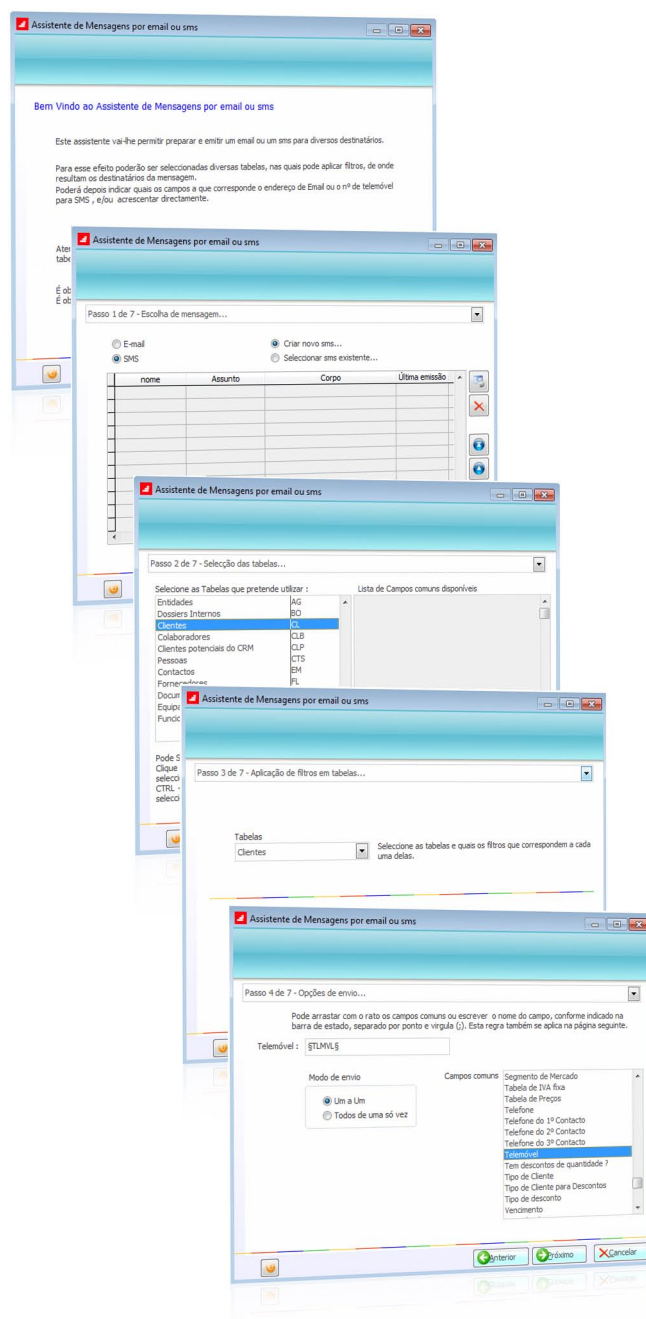 Assistente de Mensagens por email ou sms
Bem Vindo ao Assistente de Mensagens por email ou sms
Este assistente vai-lhe permitir preparar e emitir um email ou um sms para diversos destinatários.
Para esse efeito poderão ser seleccionadas diversas tabelas, nas quais pode aplicar filtros, de onde
resultam os destinatários da mensagem.
Poderá depois indicar quais os campos a que corresponde o endereço de Email ou o nº de telemóvel
para SMS , e/ou acrescentar directamente.
Assistente de Mensagens por email ou sms
Passo 1 de 7 - Escolha de mensagem...
E-mail
Criar novo sms...
SMS
Seleccionar sms existente...
nome Assunto Corpo Última emissão
Assistente de Mensagens por email ou sms
Passo 2 de 7 - Selecção das tabelas...
Selecione as Tabelas que pretende utilizar :
Lista de Campos comuns disponíveis
Entidades AG
Dossiers Internos BO
Clientes CL
Colaboradores CLB
Clientes potenciais do CRM CLP
Pessoas CTS
Contactos EM
Fornecedores FL
Pode S
Clique
selecci
CTRL -
selecci
Assistente de Mensagens por email ou sms
Passo 3 de 7 - Aplicação de filtros em tabelas...
Tabelas
Clientes
Seleccione as tabelas e quais os filtros que correspondem a cada
uma delas.
Assistente de Mensagens por email ou sms
Passo 4 de 7 - Opções de envio...
Pode arrastar com o rato os campos comuns ou escrever o nome do campo, conforme indicado na
barra de estado, separado por ponto e virgula (;). Esta regra também se aplica na página seguinte.
Telemóvel : §TLMVL§
Modo de envio
Um a Um
Todos de uma só vez
Campos comuns
Segmento de Mercado
Tabela de IVA fixa
Tabela de Preços
Telefone
Telefone do 1º Contacto
Telefone do 2º Contacto
Telefone do 3º Contacto
Telemóvel
Tem descontos de quantidade ?
Tipo de Cliente
Tipo de Cliente para Descontos
Tipo de desconto
Vencimento
Anterior
Próximo
Cancelar